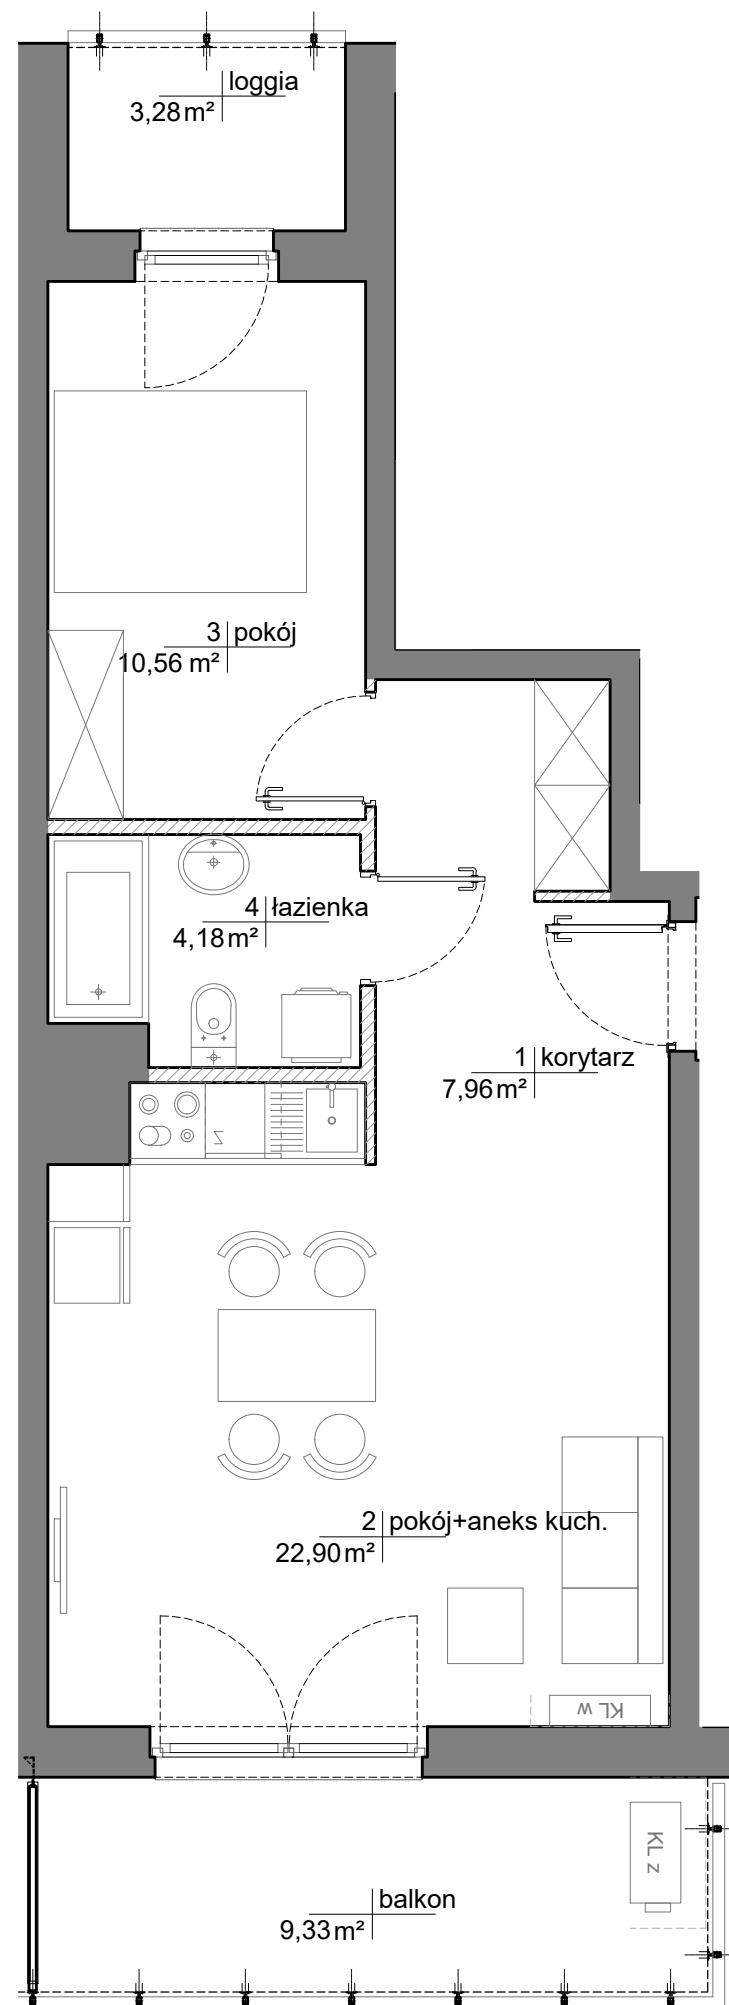 loggia
3,28 m²
3 pokój
10,56 m²
4 łazienka
4,18 m²
1 korytarz
7,96 m²
2 pokój+aneks kuch.
22,90 m²
KL w
KL z
balkon
9,33 m²